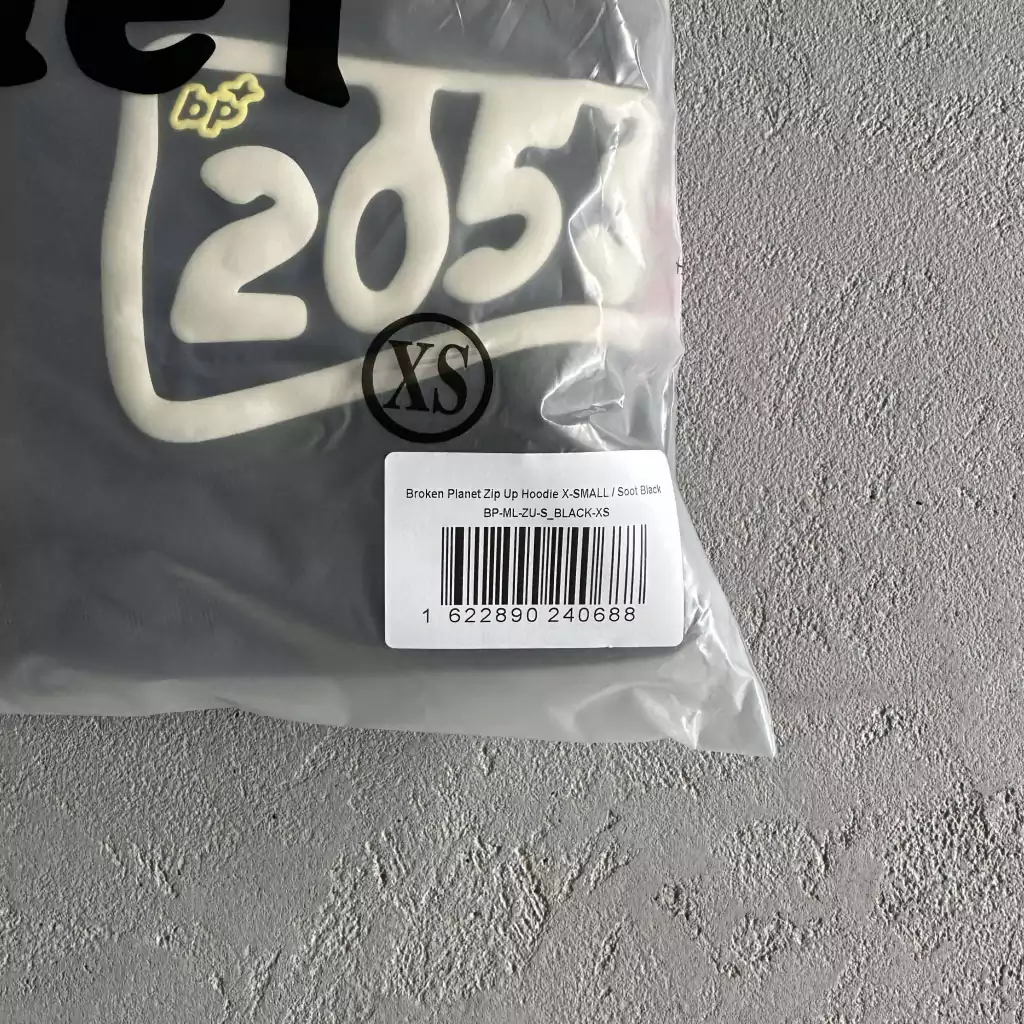 bp
205
XS
Broken Planet Zip Up Hoodie X-SMALL / Soot Black
BP-ML-ZU-S_BLACK-XS
1 622890 240688